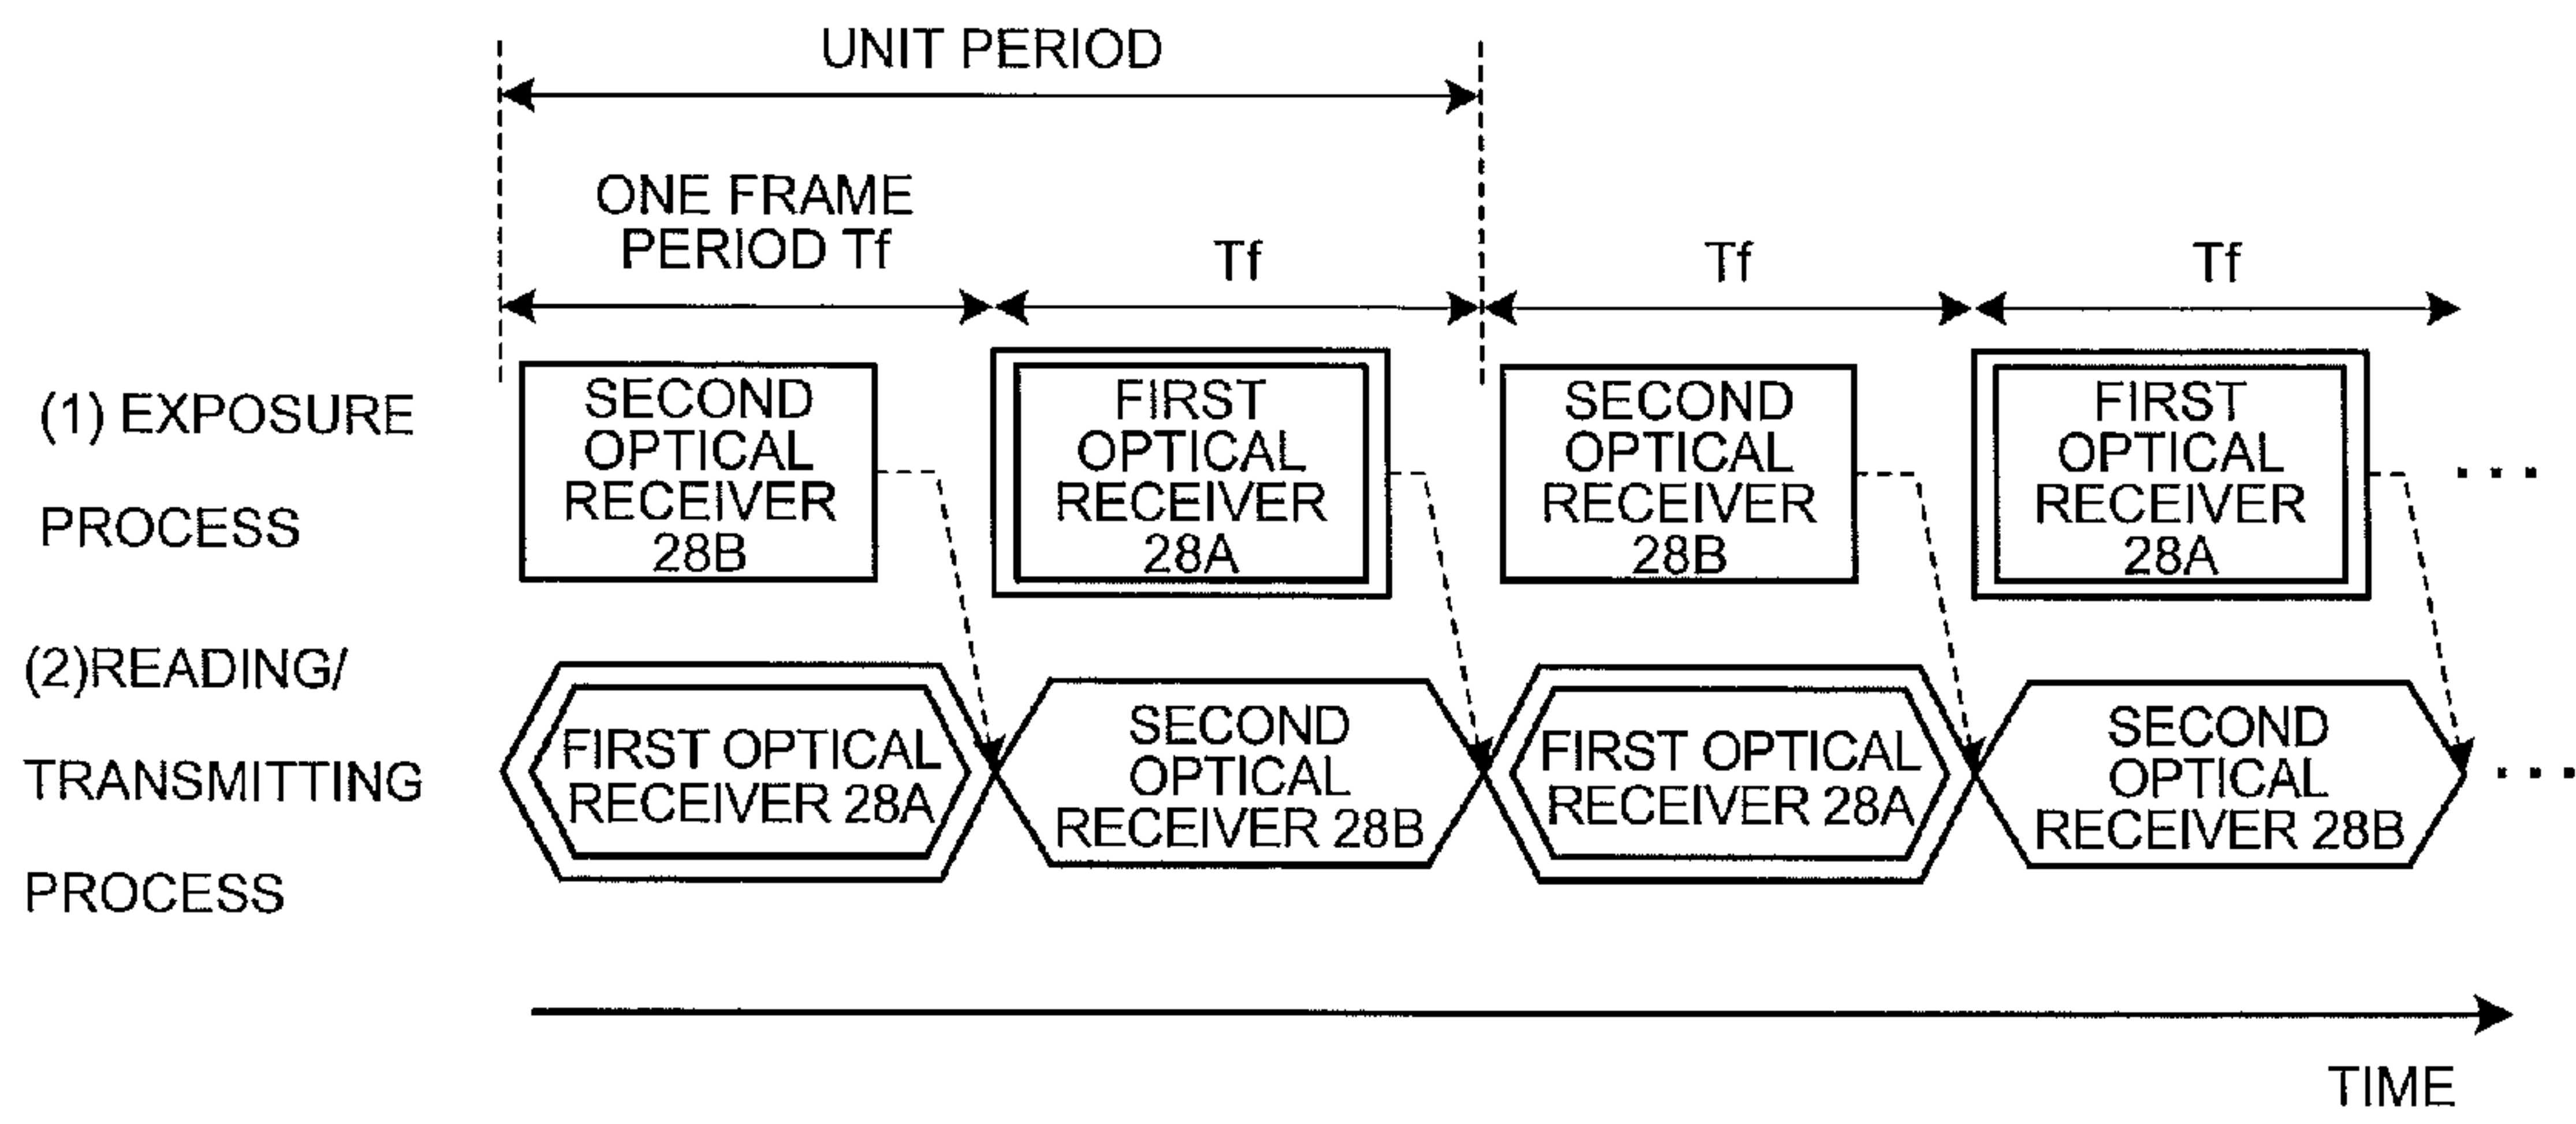 UNIT PERIOD
ONE FRAME
PERIOD Tf
Tf
Tf
Tf
(1) EXPOSURE
PROCESS
SECOND
OPTICAL
RECEIVER
28B
FIRST
OPTICAL
RECEIVER
28A
SECOND
OPTICAL
RECEIVER
28B
FIRST
OPTICAL
RECEIVER
28A
...
(2)READING/
TRANSMITTING
PROCESS
FIRST OPTICAL
RECEIVER 28A
SECOND
OPTICAL
RECEIVER 28B
FIRST OPTICAL
RECEIVER 28A
SECOND
OPTICAL
RECEIVER 28B
...
TIME